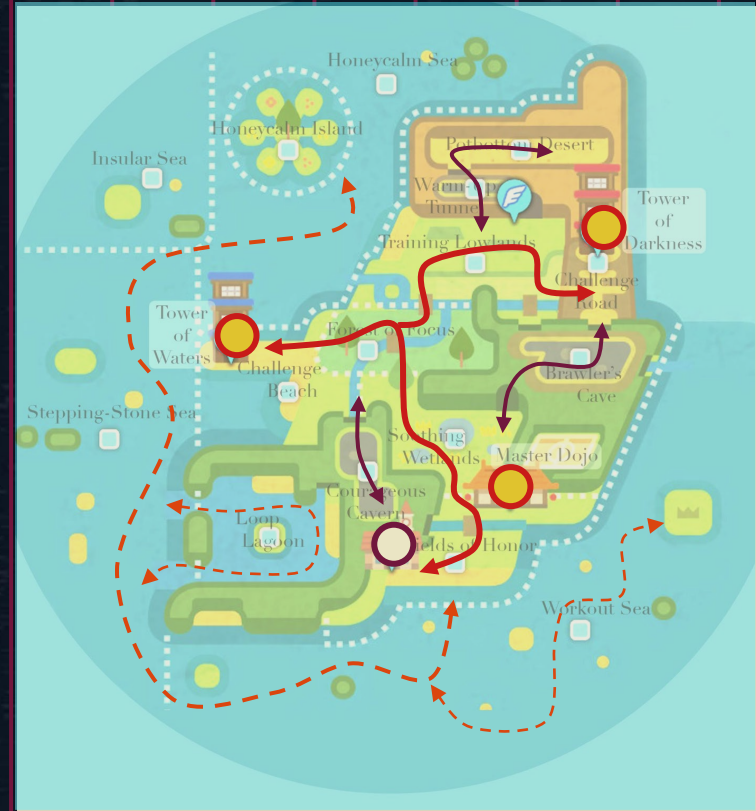 Honeycalm Sea
Honeycalm Island
Potbottom Desert
Insular Sea
Warm-Up
Tunnel
Tower
of
Darkness
Training Lowlands
Challenge
Road
Tower
of
Waters
Forest of Focus
Challenge
Beach
Brawler's
Cave
Stepping-Stone Sea
Soothing
Wetlands
Master Dojo
Courageous
Cavern
Loop
Lagoon
Fields of Honor
Workout Sea